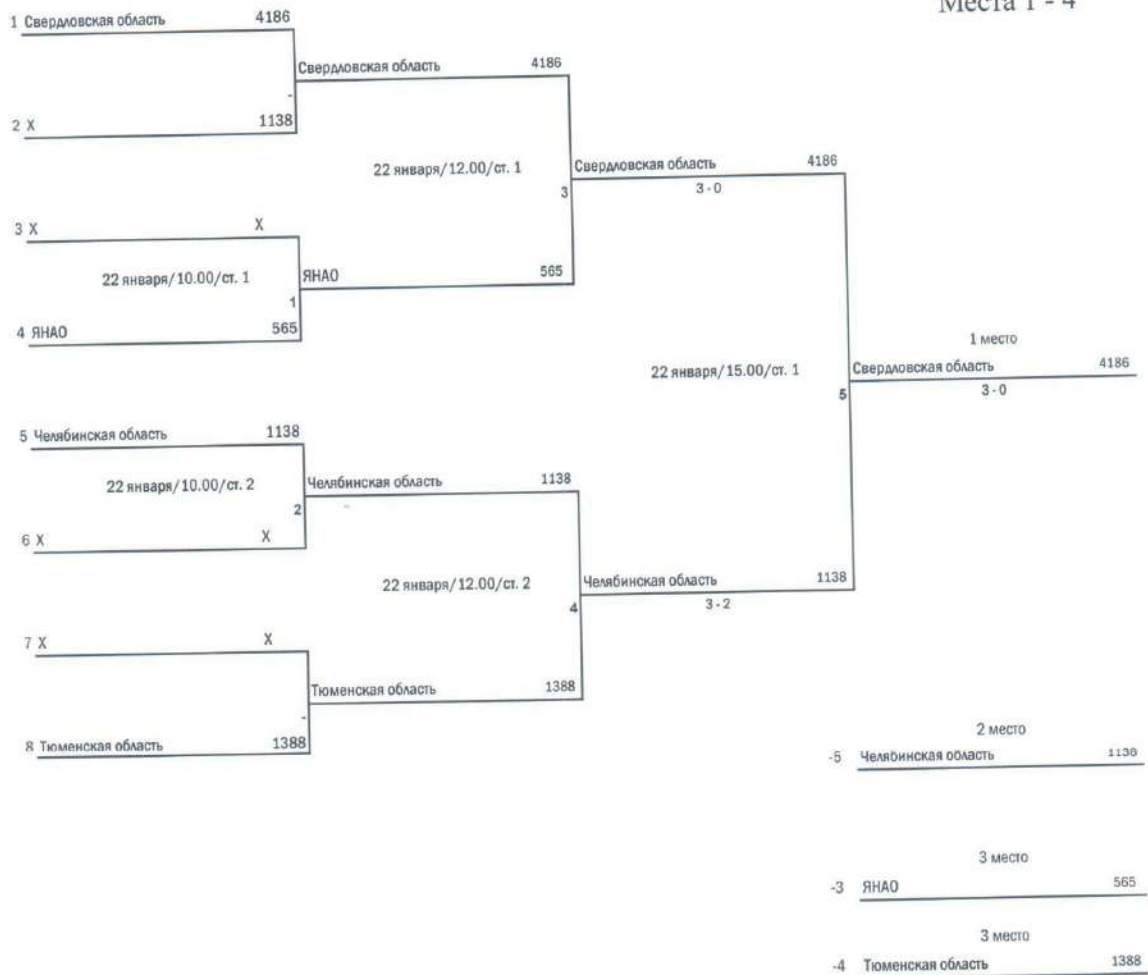 Места 1 - 4
1 Свердловская область 4186
Свердловская область 4186
-
2 X 1138
22 января/12.00/ст. 1
Свердловская область 4186
3
3 - 0
3 X X
22 января/10.00/ст. 1
ЯНАО 565
1
4 ЯНАО 565
1 место
22 января/15.00/ст. 1
Свердловская область 4186
5
3 - 0
5 Челябинская область 1138
22 января/10.00/ст. 2
Челябинская область 1138
2
6 X X
22 января/12.00/ст. 2
Челябинская область 1138
4
3 - 2
7 X X
Тюменская область 1388
-
8 Тюменская область 1388
2 место
-5 Челябинская область 1138
3 место
-3 ЯНАО 565
3 место
-4 Тюменская область 1388